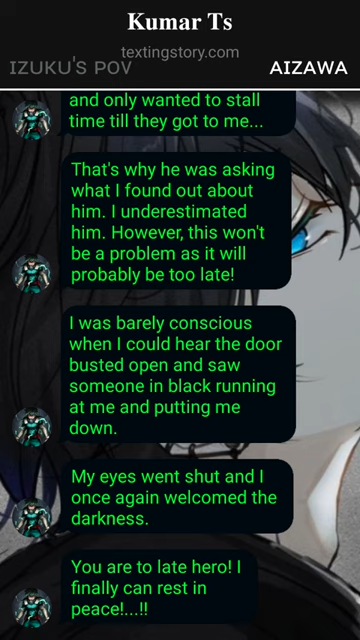 Kumar Ts
textingstory.com
IZUKU'S POV
AIZAWA
and only wanted to stall
time till they got to me...
That's why he was asking
what I found out about
him. I underestimated
him. However, this won't
be a problem as it will
probably be too late!
I was barely conscious
when I could hear the door
busted open and saw
someone in black running
at me and putting me
down.
My eyes went shut and I
once again welcomed the
darkness.
You are to late hero! I
finally can rest in
peace!...!!